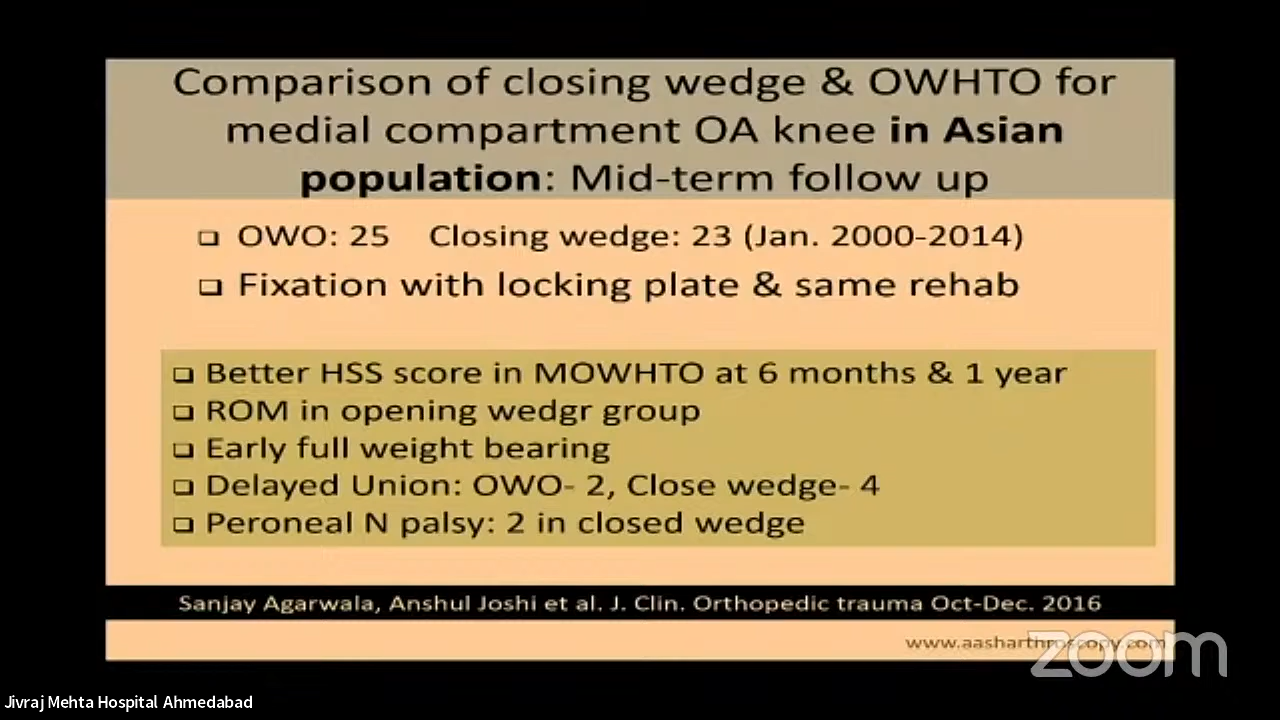 Comparison of closing wedge & OWHTO for
medial compartment OA knee in Asian
population: Mid-term follow up
OWO: 25 Closing wedge: 23 (Jan. 2000-2014)
Fixation with locking plate & same rehab
Better HSS score in MOWHTO at 6 months & 1 year
ROM in opening wedgr group
Early full weight bearing
Delayed Union: OWO- 2, Close wedge- 4
Peroneal N palsy: 2 in closed wedge
Sanjay Agarwala, Anshul Joshi et al. J. Clin. Orthopedic trauma Oct-Dec. 2016
www.aasharthroscopy.com
zoom
Jivraj Mehta Hospital Ahmedabad